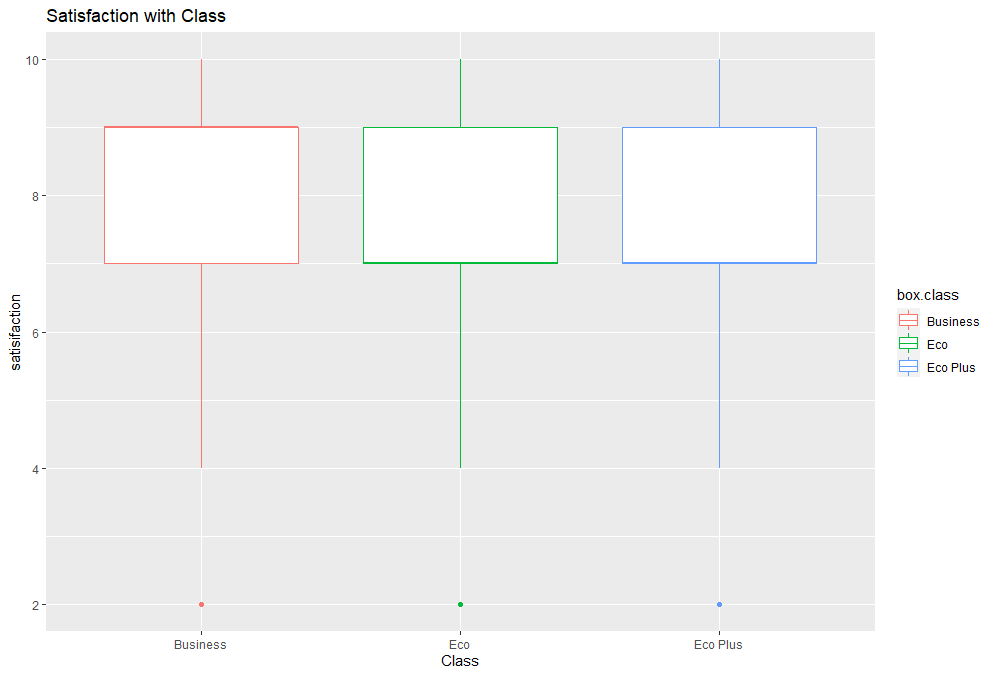 Satisfaction with Class
10
8
6
4
2
satisifaction
Business
Eco
Eco Plus
Class
box.class
Business
Eco
Eco Plus